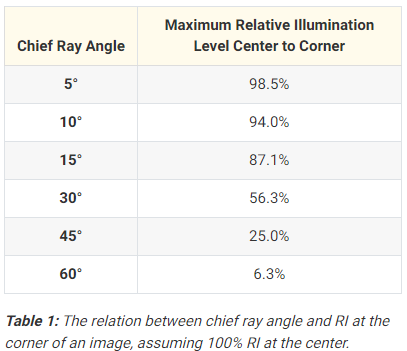 Chief Ray Angle
Maximum Relative Illumination
Level Center to Corner
5° 98.5%
10° 94.0%
15° 87.1%
30° 56.3%
45° 25.0%
60° 6.3%
Table 1: The relation between chief ray angle and RI at the
corner of an image, assuming 100% RI at the center.